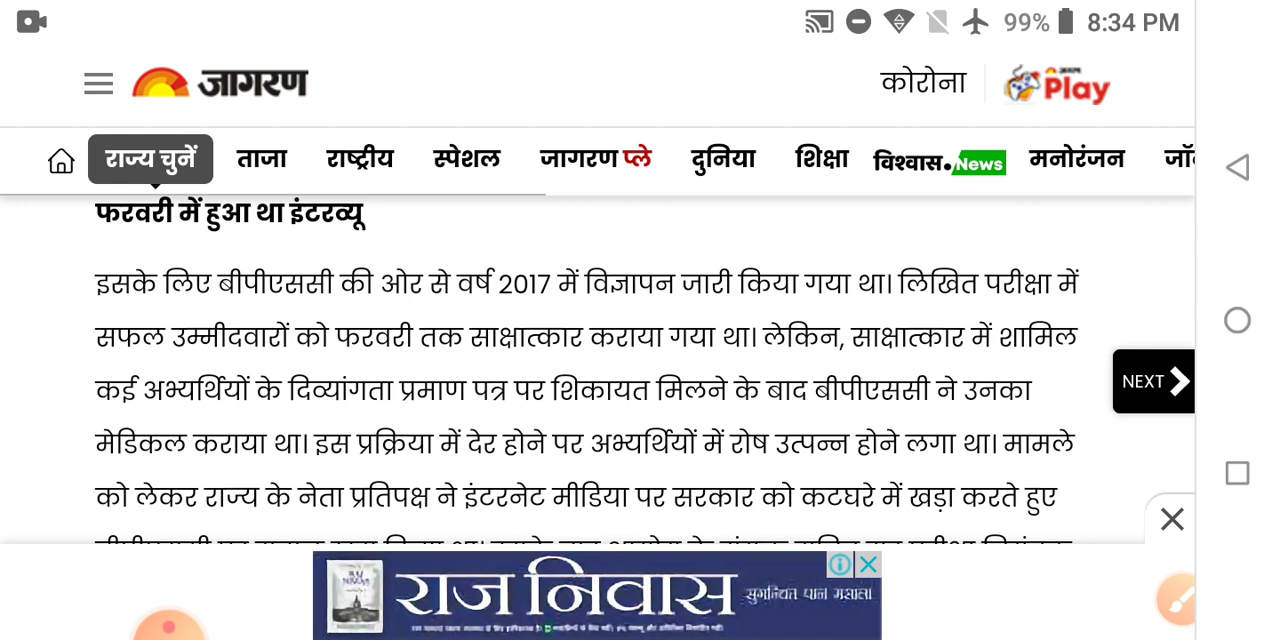 99% 8:34 PM
जागरण
कोरोना
Play
राज्य चुनें ताजा राष्ट्रीय स्पेशल जागरण प्ले दुनिया शिक्षा विश्वास.News मनोरंजन
फरवरी में हुआ था इंटरव्यू
इसके लिए बीपीएससी की ओर से वर्ष 2017 में विज्ञापन जारी किया गया था। लिखित परीक्षा में
सफल उम्मीदवारों को फरवरी तक साक्षात्कार कराया गया था। लेकिन, साक्षात्कार में शामिल
कई अभ्यर्थियों के दिव्यांगता प्रमाण पत्र पर शिकायत मिलने के बाद बीपीएससी ने उनका
NEXT
मेडिकल कराया था। इस प्रक्रिया में देर होने पर अभ्यर्थियों में रोष उत्पन्न होने लगा था। मामले
को लेकर राज्य के नेता प्रतिपक्ष ने इंटरनेट मीडिया पर सरकार को कटघरे में खड़ा करते हुए
राज निवास सुगन्धित पान मसाला